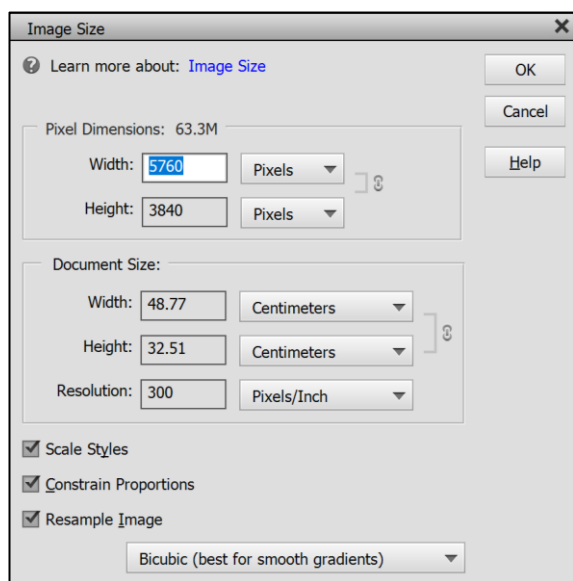 Image Size
Learn more about: Image Size
OK
Cancel
Help
Pixel Dimensions: 63.3M
Width: 5760 Pixels
Height: 3840 Pixels
Document Size:
Width: 48.77 Centimeters
Height: 32.51 Centimeters
Resolution: 300 Pixels/Inch
Scale Styles
Constrain Proportions
Resample Image
Bicubic (best for smooth gradients)